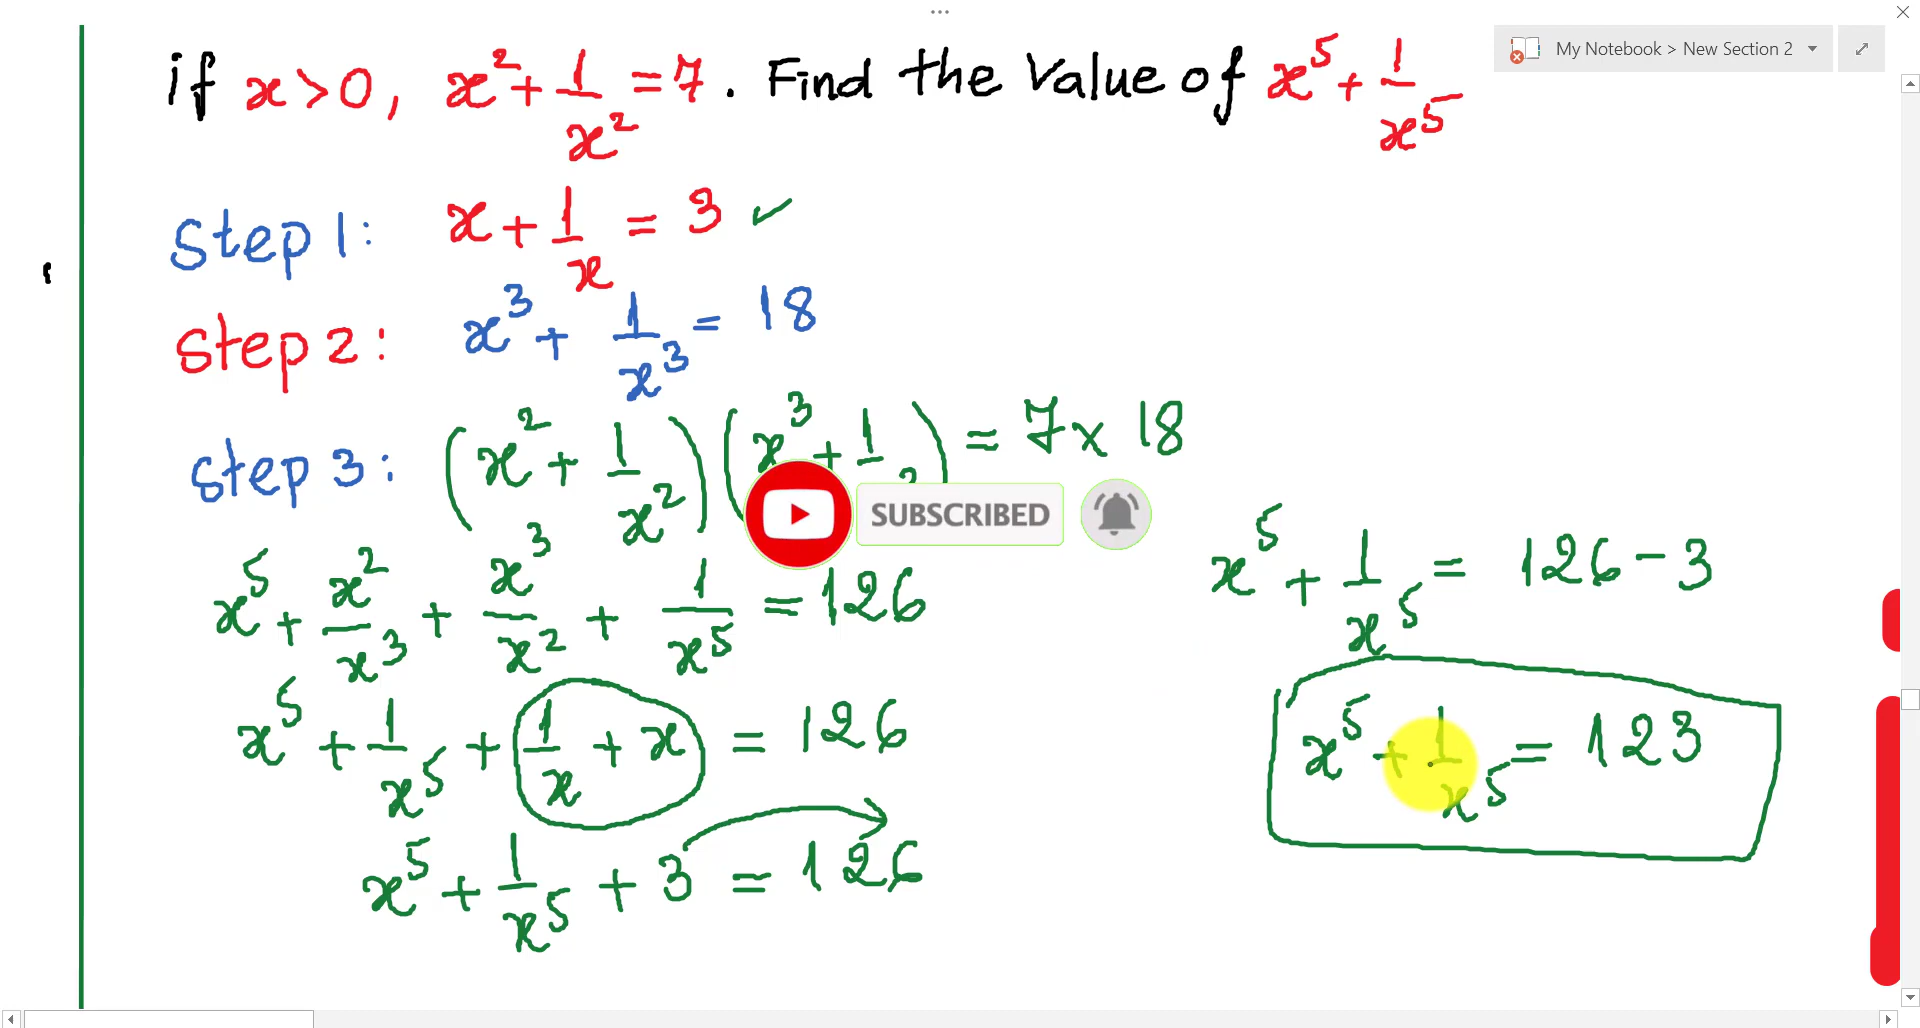 My Notebook > New Section 2
if x>0, x²+1/x²=7. Find the value of x⁵+1/x⁵
Step 1: x+1/x = 3 ✓
Step 2: x³+1/x³ = 18
Step 3: (x²+1/x²)(x³+1/ ) = 7×18
SUBSCRIBED
x⁵+x²/x³+x³/x²+1/x⁵ = 126
x⁵+1/x⁵+1/x+x = 126
x⁵+1/x⁵+3 = 126
x⁵+1/x⁵ = 126-3
x⁵+1/x⁵ = 123